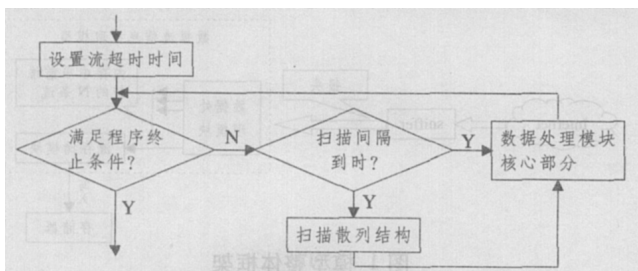 设置流超时时间
满足程序终
止条件?
N
扫描间隔
到时?
Y
数据处理模块
核心部分
Y
Y
扫描散列结构